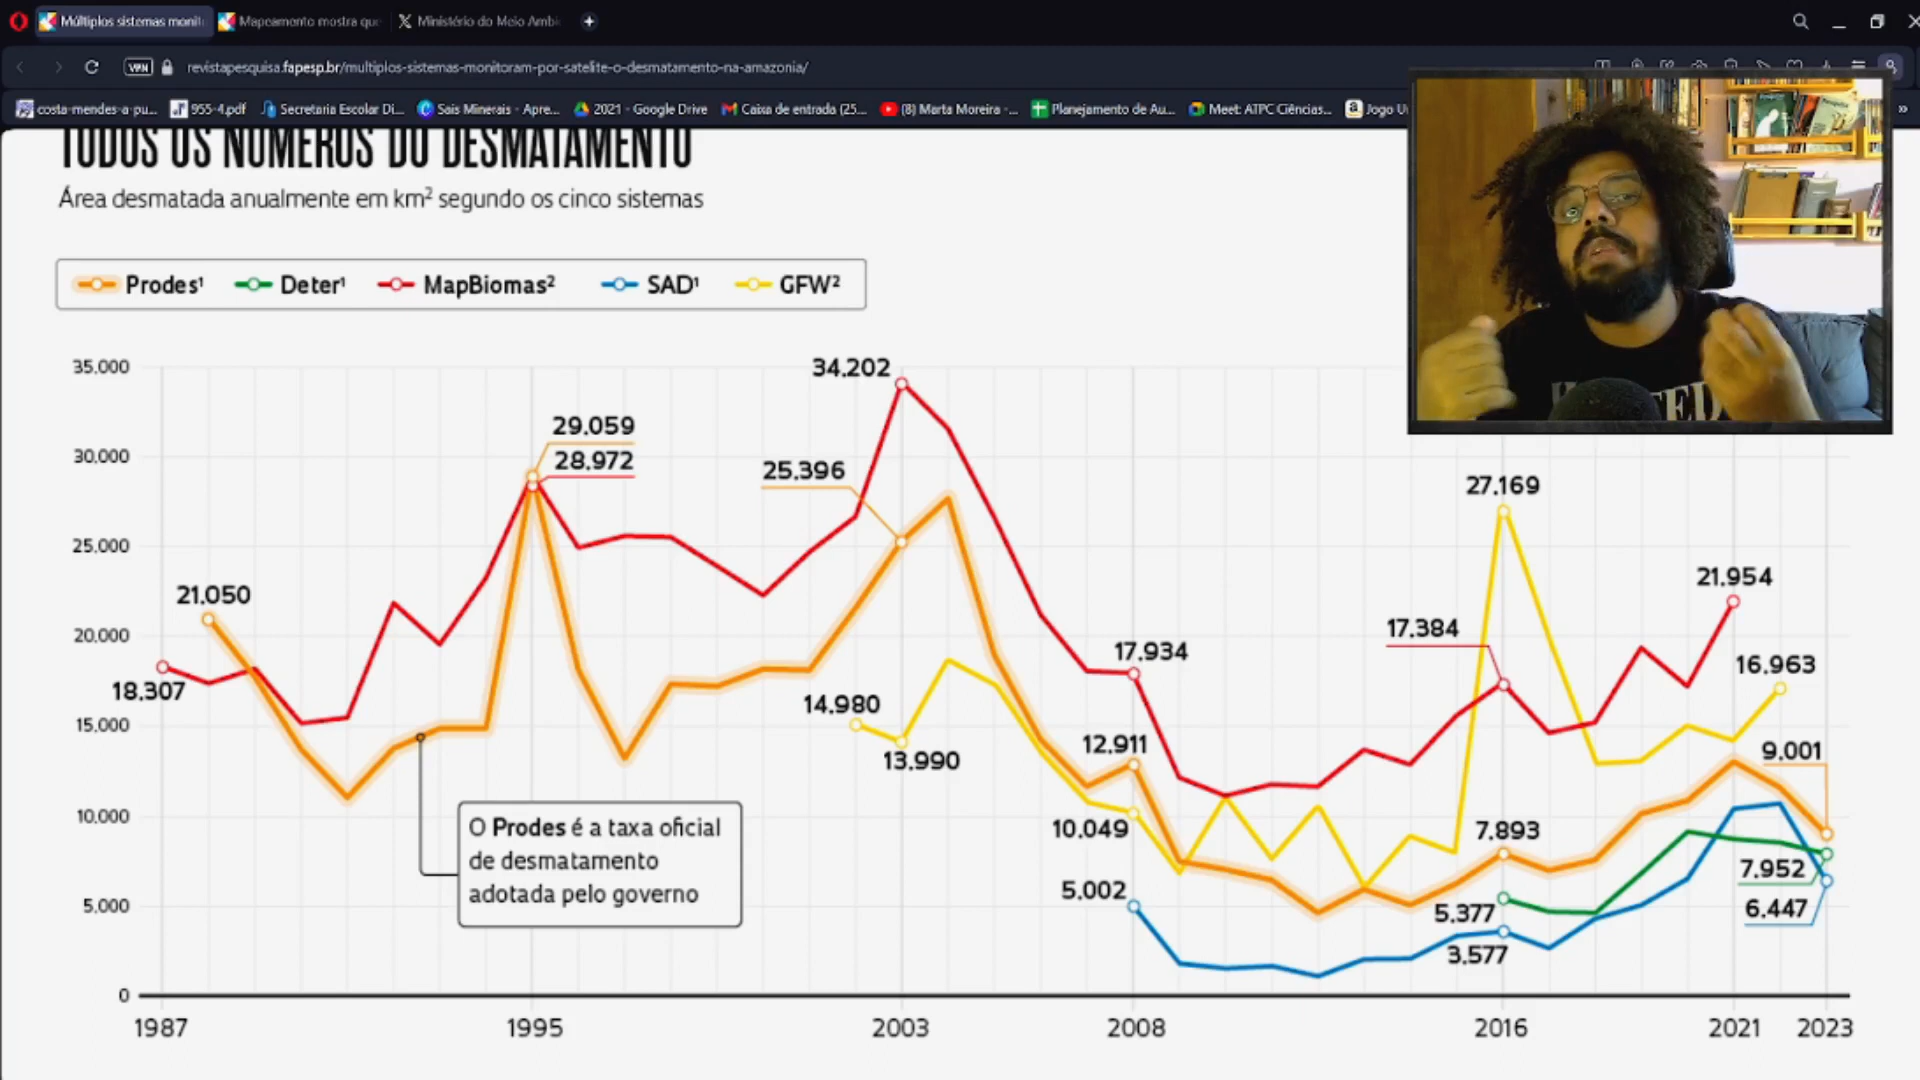 Múltiplos sistemas monit
Mapeamento mostra que
Ministério do Meio Ambi
VPN
revistapesquisa.fapesp.br/multiplos-sistemas-monitoram-por-satelite-o-desmatamento-na-amazonia/
costa-mendes-a-pu...
955-4.pdf
Secretaria Escolar Di...
Sais Minerais - Apre...
2021 - Google Drive
Caixa de entrada (25...
(8) Marta Moreira -...
Planejamento de Au...
Meet: ATPC Ciências...
Jogo U
»
TODOS OS NÚMEROS DO DESMATAMENTO
Área desmatada anualmente em km² segundo os cinco sistemas
Prodes¹ Deter¹ MapBiomas² SAD¹ GFW²
35.000
30.000
25.000
20.000
15.000
10.000
5.000
0
34.202
29.059
28.972
25.396
27.169
21.050
21.954
17.384
18.307
17.934
16.963
14.980
13.990
12.911
9.001
10.049
7.893
7.952
5.002
5.377
6.447
3.577
O Prodes é a taxa oficial
de desmatamento
adotada pelo governo
1987 1995 2003 2008 2016 2021 2023